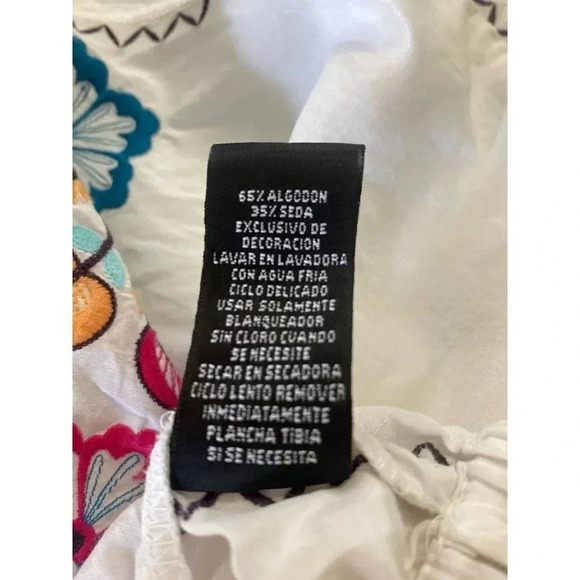 65% ALGODON
35% SEDA
EXCLUSIVO DE
DECORACION
LAVAR EN LAVADORA
CON AGUA FRIA
CICLO DELICADO
USAR SOLAMENTE
BLANQUEADOR
SIN CLORO CUANDO
SE NECESITE
SECAR EN SECADORA
CICLO LENTO REMOVER
INMEDIATAMENTE
PLANCHA TIBIA
SI SE NECESITA